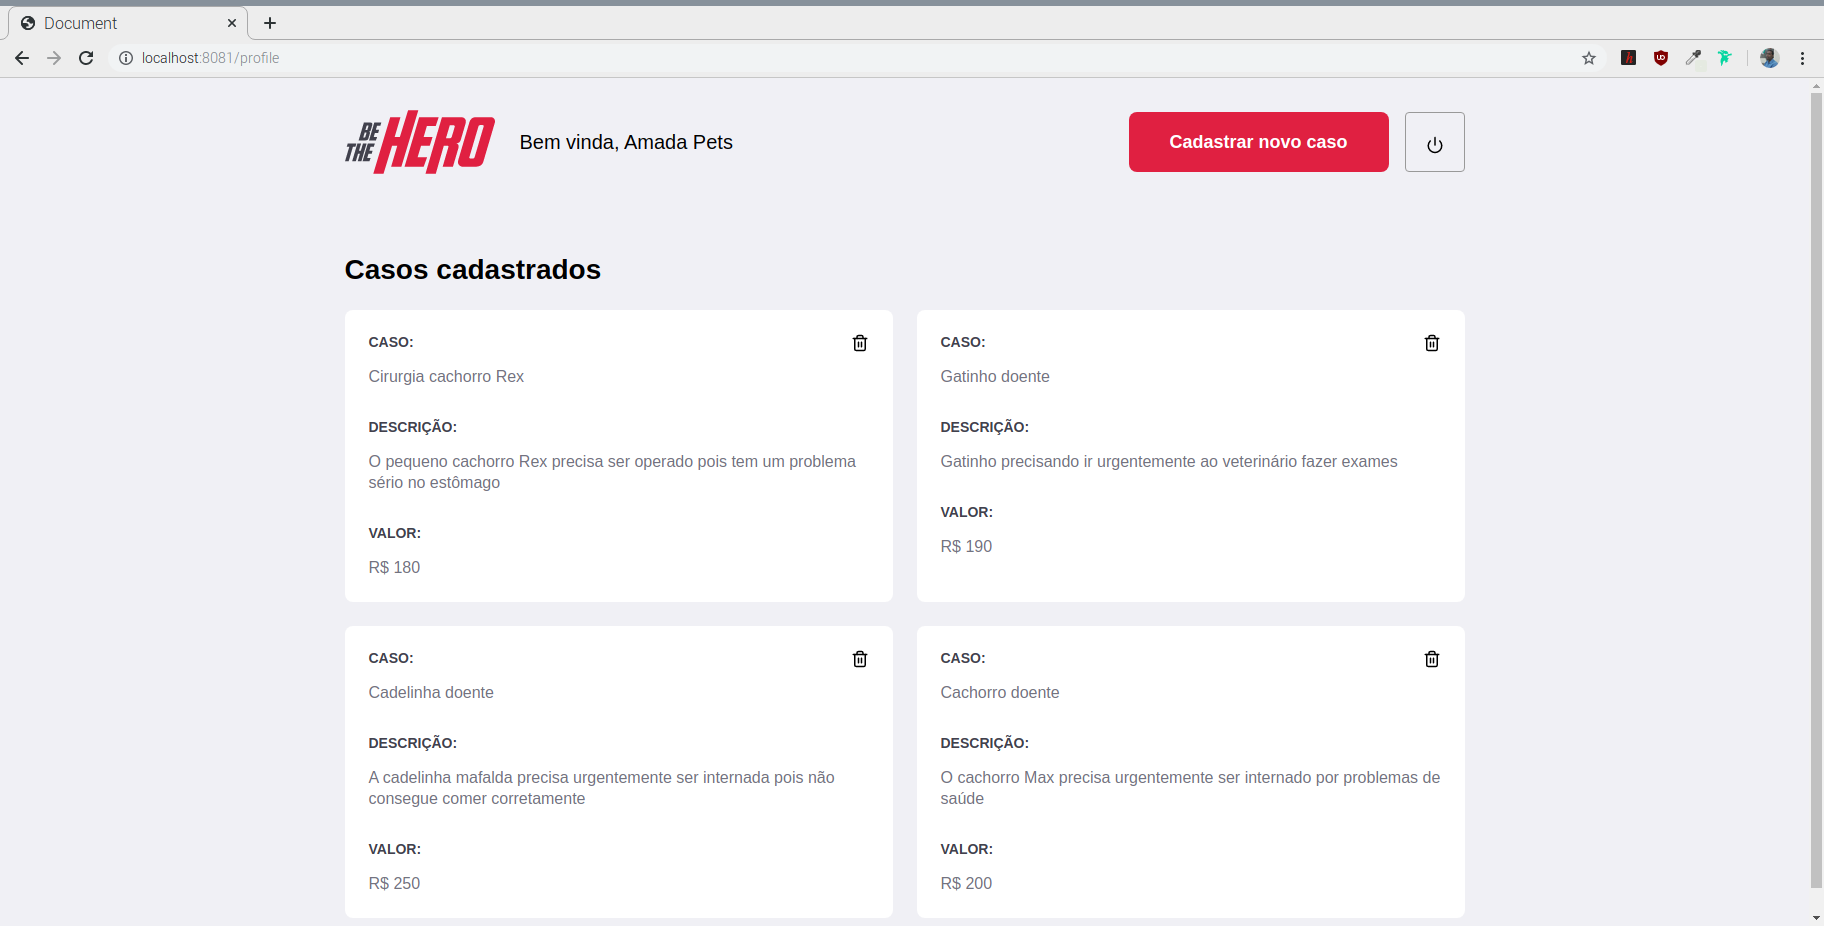 Document
localhost:8081/profile
BE
THE
HERO
Bem vinda, Amada Pets
Cadastrar novo caso
Casos cadastrados
CASO:
Cirurgia cachorro Rex
DESCRIÇÃO:
O pequeno cachorro Rex precisa ser operado pois tem um problema
sério no estômago
VALOR:
R$ 180
CASO:
Gatinho doente
DESCRIÇÃO:
Gatinho precisando ir urgentemente ao veterinário fazer exames
VALOR:
R$ 190
CASO:
Cadelinha doente
DESCRIÇÃO:
A cadelinha mafalda precisa urgentemente ser internada pois não
consegue comer corretamente
VALOR:
R$ 250
CASO:
Cachorro doente
DESCRIÇÃO:
O cachorro Max precisa urgentemente ser internado por problemas de
saúde
VALOR:
R$ 200